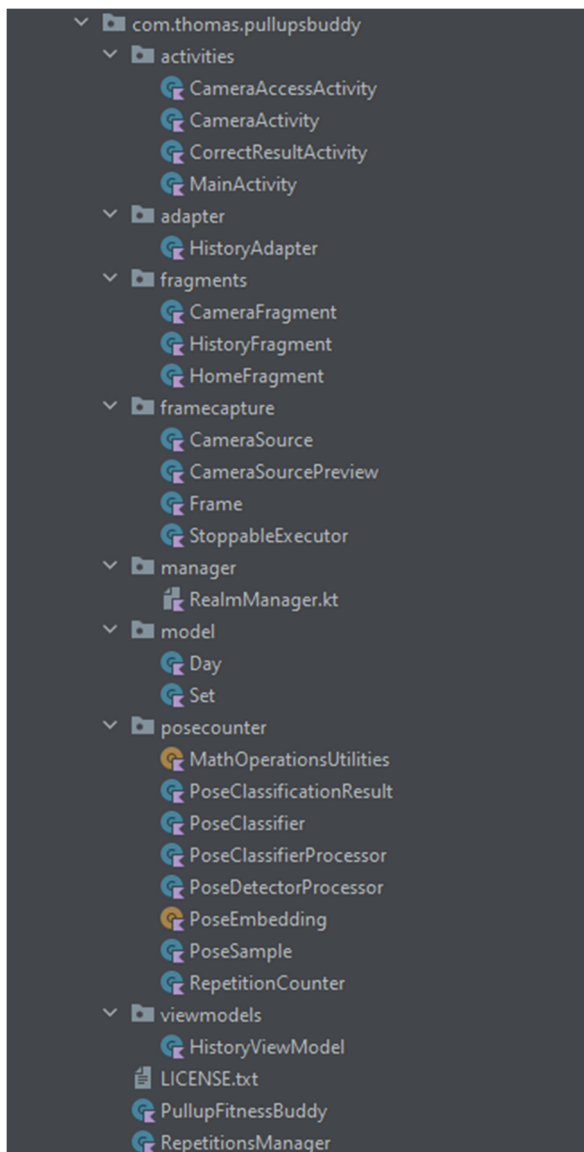 com.thomas.pullupsbuddy
activities
CameraAccessActivity
CameraActivity
CorrectResultActivity
MainActivity
adapter
HistoryAdapter
fragments
CameraFragment
HistoryFragment
HomeFragment
framecapture
CameraSource
CameraSourcePreview
Frame
StoppableExecutor
manager
RealmManager.kt
model
Day
Set
posecounter
MathOperationsUtilities
PoseClassificationResult
PoseClassifier
PoseClassifierProcessor
PoseDetectorProcessor
PoseEmbedding
PoseSample
RepetitionCounter
viewmodels
HistoryViewModel
LICENSE.txt
PullupFitnessBuddy
RepetitionsManager